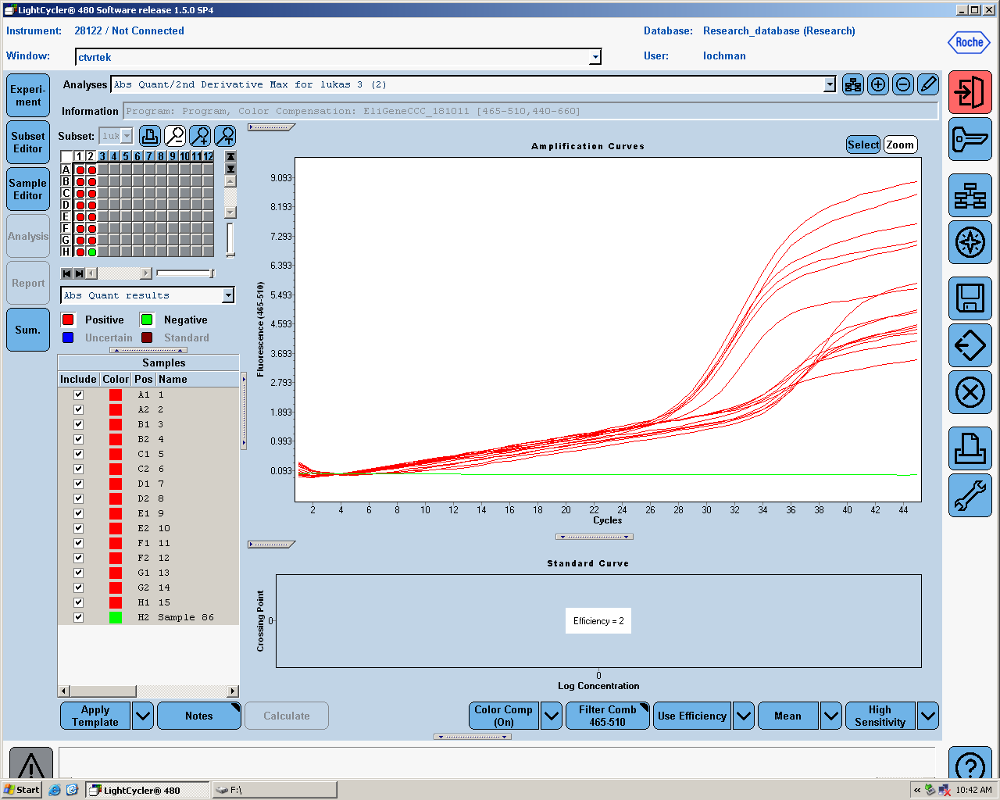 LightCycler® 480 Software release 1.5.0 SP4
Instrument: 28122 / Not Connected
Database: Research_database (Research)
Roche
Window: ctvrtek
User: lochman
Experi-
ment
Subset
Editor
Sample
Editor
Analysis
Report
Sum.
Analyses Abs Quant/2nd Derivative Max for lukas 3 (2)
Information Program: Program, Color Compensation: EliGeneCCC_181011 [465-510,440-660]
Subset: luk
1 2 3 4 5 6 7 8 9 10 11 12
A
B
C
D
E
F
G
H
Abs Quant results
Positive Negative
Uncertain Standard
Samples
Include Color Pos Name
A1 1
A2 2
B1 3
B2 4
C1 5
C2 6
D1 7
D2 8
E1 9
E2 10
F1 11
F2 12
G1 13
G2 14
H1 15
H2 Sample 86
Amplification Curves
Select Zoom
Fluorescence (465-510)
9.093
8.193
7.293
6.393
5.493
4.593
3.693
2.793
1.893
0.993
0.093
2 4 6 8 10 12 14 16 18 20 22 24 26 28 30 32 34 36 38 40 42 44
Cycles
Standard Curve
Crossing Point
0
Efficiency = 2
0
Log Concentration
Apply
Template
Notes
Calculate
Color Comp
(On)
Filter Comb
465-510
Use Efficiency
Mean
High
Sensitivity
Start
LightCycler® 480
F:\
« 10:42 AM